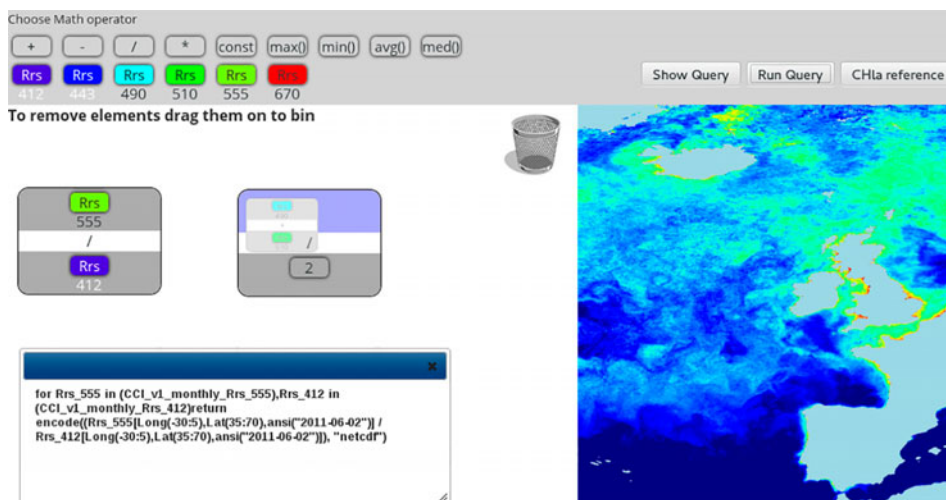 Choose Math operator
+ - / * const max() min() avg() med()
Rrs Rrs Rrs Rrs Rrs Rrs
412 443 490 510 555 670
Show Query Run Query CHla reference
To remove elements drag them on to bin
Rrs
555
/
Rrs
412
/
2
for Rrs_555 in (CCI_v1_monthly_Rrs_555),Rrs_412 in
(CCI_v1_monthly_Rrs_412)return
encode((Rrs_555[Long(-30:5),Lat(35:70),ansi("2011-06-02")] /
Rrs_412[Long(-30:5),Lat(35:70),ansi("2011-06-02")]), "netcdf")